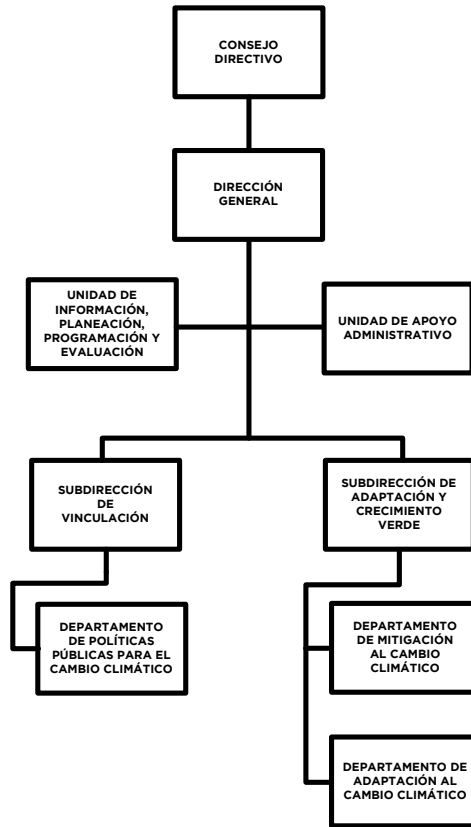 CONSEJO
DIRECTIVO
DIRECCIÓN
GENERAL
UNIDAD DE
INFORMACIÓN,
PLANEACIÓN,
PROGRAMACIÓN Y
EVALUACIÓN
UNIDAD DE APOYO
ADMINISTRATIVO
SUBDIRECCIÓN
DE
VINCULACIÓN
SUBDIRECCIÓN DE
ADAPTACIÓN Y
CRECIMIENTO
VERDE
DEPARTAMENTO
DE POLÍTICAS
PÚBLICAS PARA EL
CAMBIO CLIMÁTICO
DEPARTAMENTO
DE MITIGACIÓN
AL CAMBIO
CLIMÁTICO
DEPARTAMENTO DE
ADAPTACIÓN AL
CAMBIO CLIMÁTICO